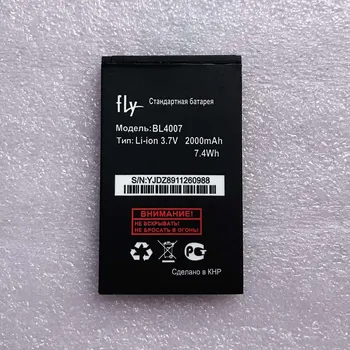 fly Стандартная батарея
Модель: BL4007
Тип: Li-ion 3.7V 2000mAh
7.4Wh
S/N:YJDZ8911260988
ВНИМАНИЕ!
НЕ ВСКРЫВАТЬ!
НЕ БРОСАТЬ В ОГОНЬ!
Сделано в КНР